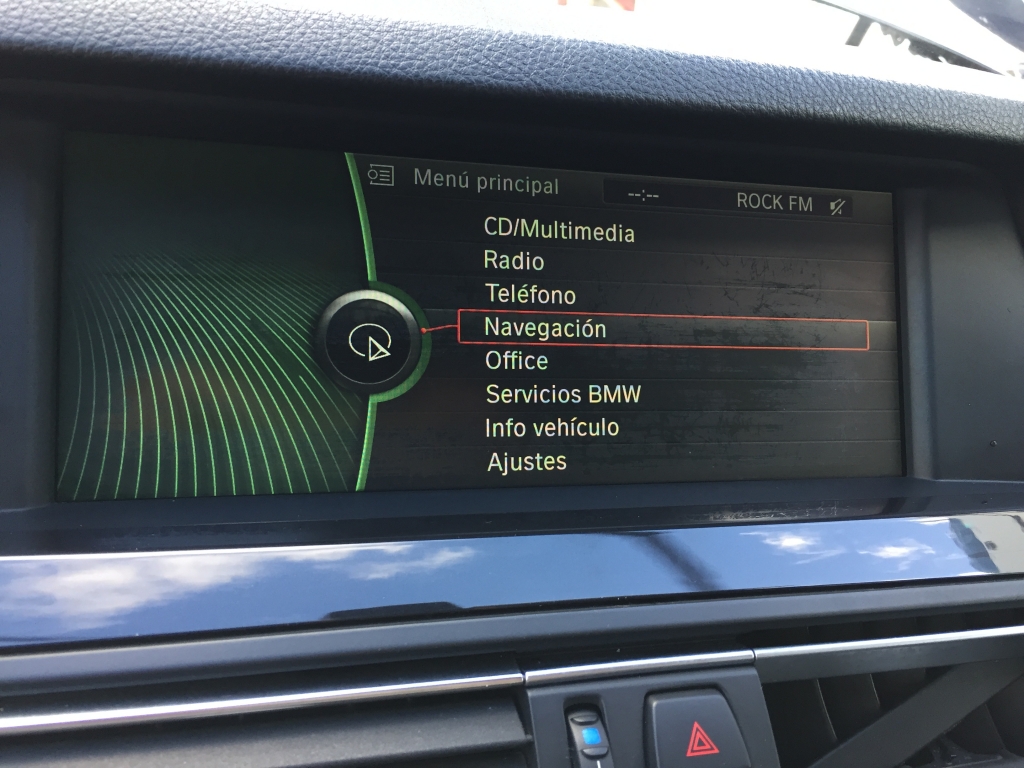 Menú principal --:-- ROCK FM
CD/Multimedia
Radio
Teléfono
Navegación
Office
Servicios BMW
Info vehículo
Ajustes